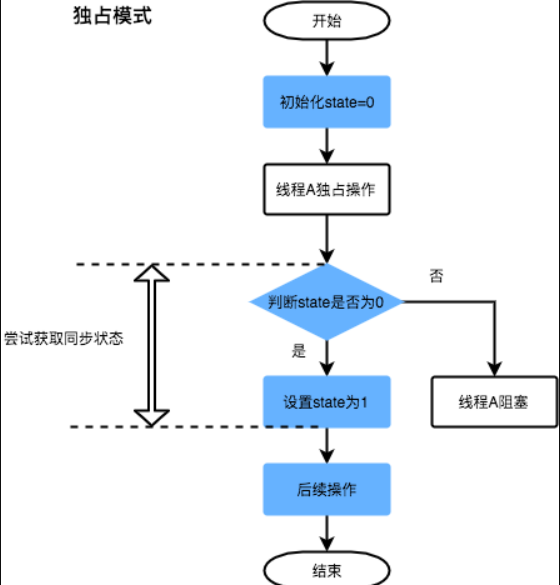 独占模式
开始
初始化state=0
线程A独占操作
判断state是否为0
否
尝试获取同步状态
是
设置state为1
线程A阻塞
后续操作
结束